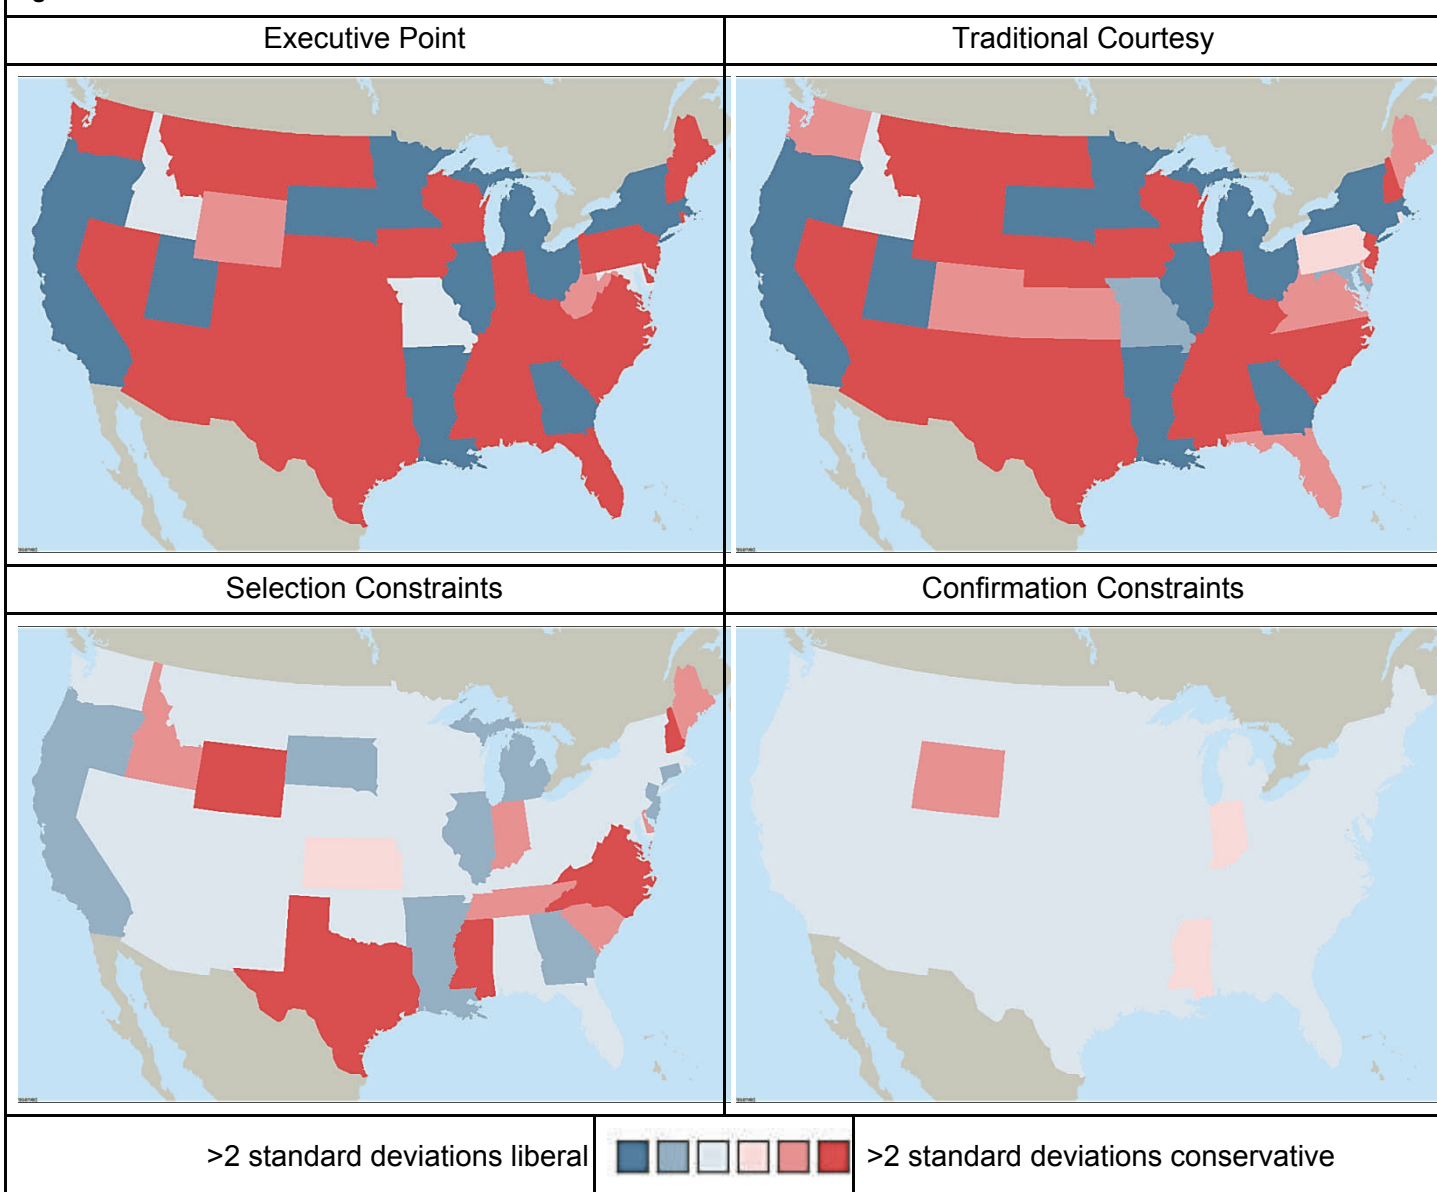 Executive Point
Traditional Courtesy
Selection Constraints
Confirmation Constraints
>2 standard deviations liberal
>2 standard deviations conservative